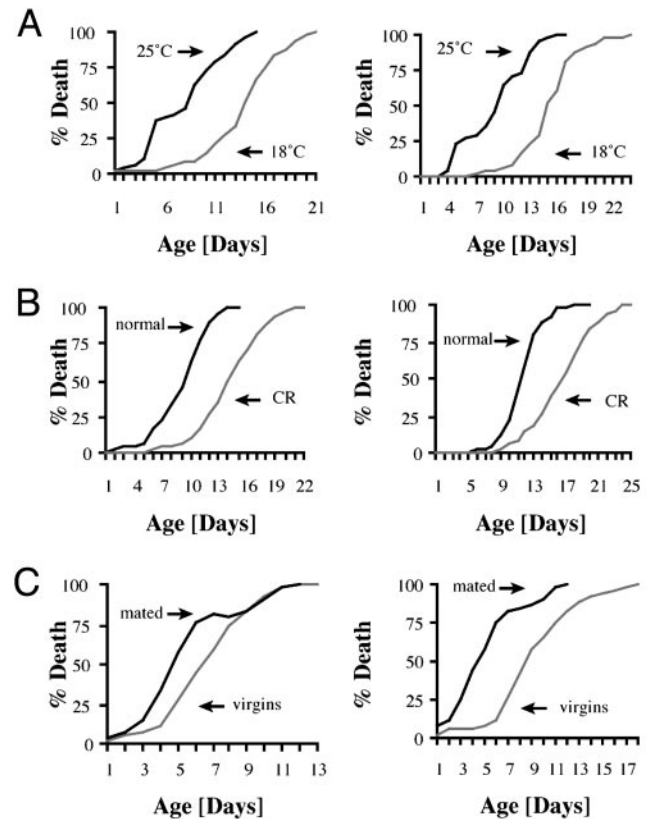 A
100
75
50
25
0
% Death
25°C
18°C
1 6 11 16 21
Age [Days]
100
75
50
25
0
% Death
25°C
18°C
1 4 7 10 13 16 19 22
Age [Days]
B
100
75
50
25
0
% Death
normal
CR
1 4 7 10 13 16 19 22
Age [Days]
100
75
50
25
0
% Death
normal
CR
1 5 9 13 17 21 25
Age [Days]
C
100
75
50
25
0
% Death
mated
virgins
1 3 5 7 9 11 13
Age [Days]
100
75
50
25
0
% Death
mated
virgins
1 3 5 7 9 11 13 15 17
Age [Days]